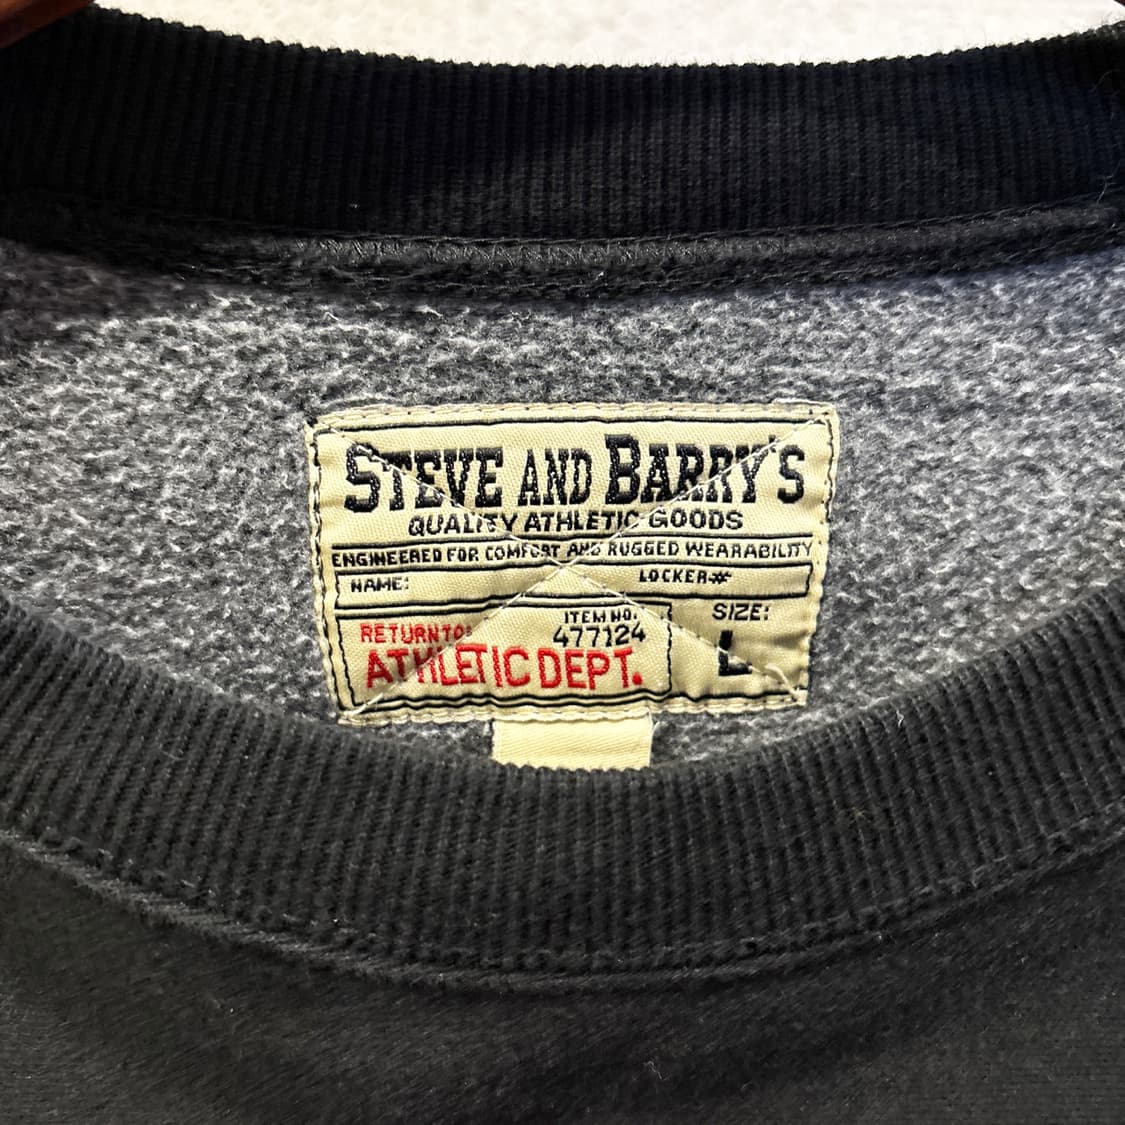 STEVE AND BARRY'S
QUALITY ATHLETIC GOODS
ENGINEERED FOR COMFORT AND RUGGED WEARABILITY
NAME: LOCKER#
RETURN TO:
ATHLETIC DEPT.
ITEM NO.
477124
SIZE:
L